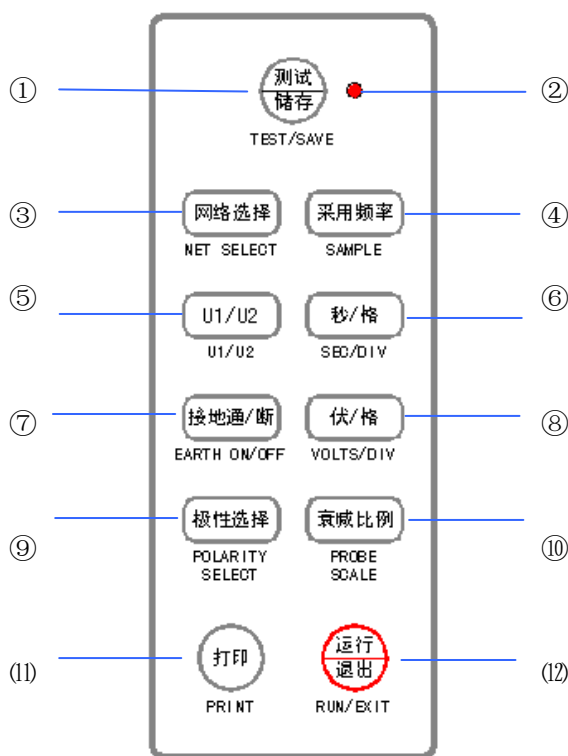 ① 测试 ②
储存
TEST/SAVE
③ 网络选择 采用频率 ④
NET SELECT SAMPLE
⑤ U1/U2 秒/格 ⑥
U1/U2 SEC/DIV
⑦ 接地通/断 伏/格 ⑧
EARTH ON/OFF VOLTS/DIV
⑨ 极性选择 衰减比例 ⑩
POLARITY PROBE
SELECT SCALE
⑾ 打印 运行 ⑿
退出
PRINT RUN/EXIT